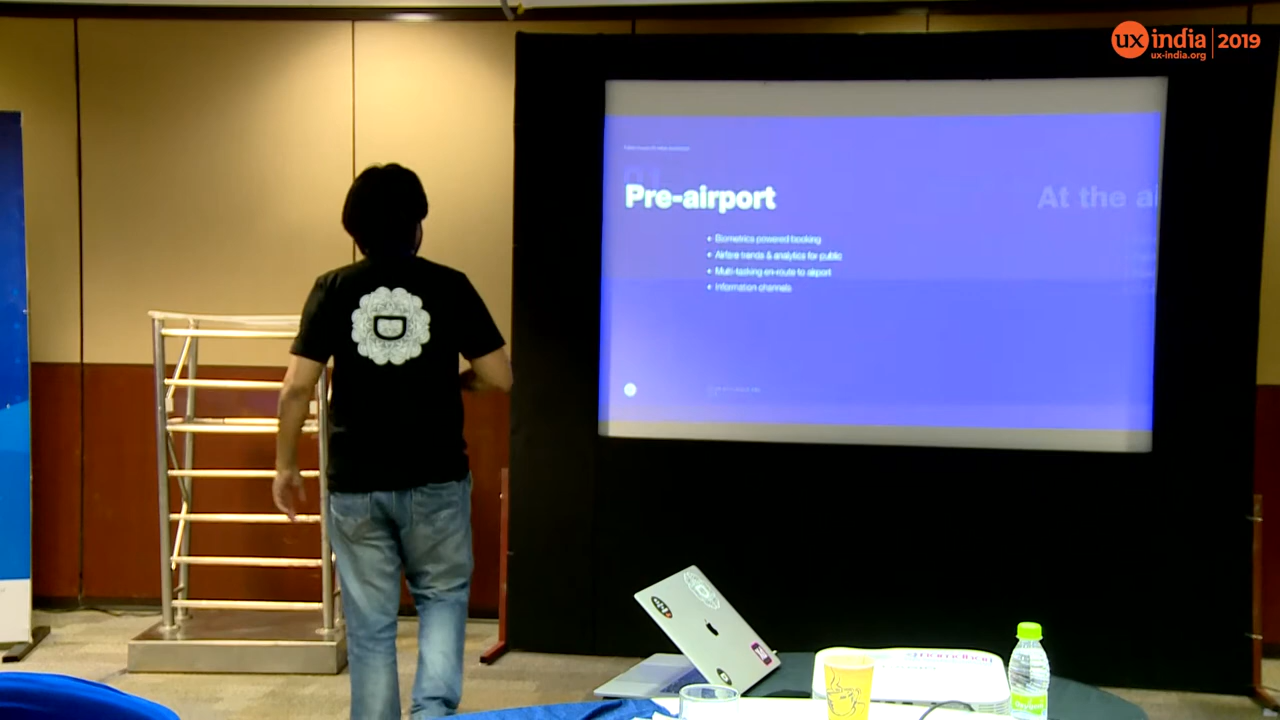 ux india 2019
ux-india.org
Pre-airport
At the ai
• Biometrics powered booking
• Airfare trends & analytics for public
• Multi-tasking en-route to airport
• Information channels
D